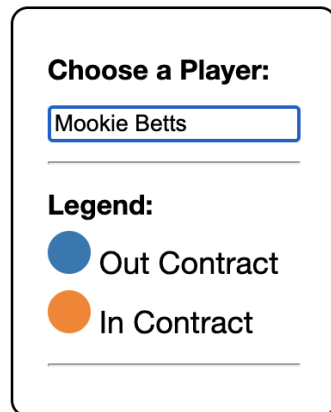 Choose a Player:
Mookie Betts
Legend:
Out Contract
In Contract